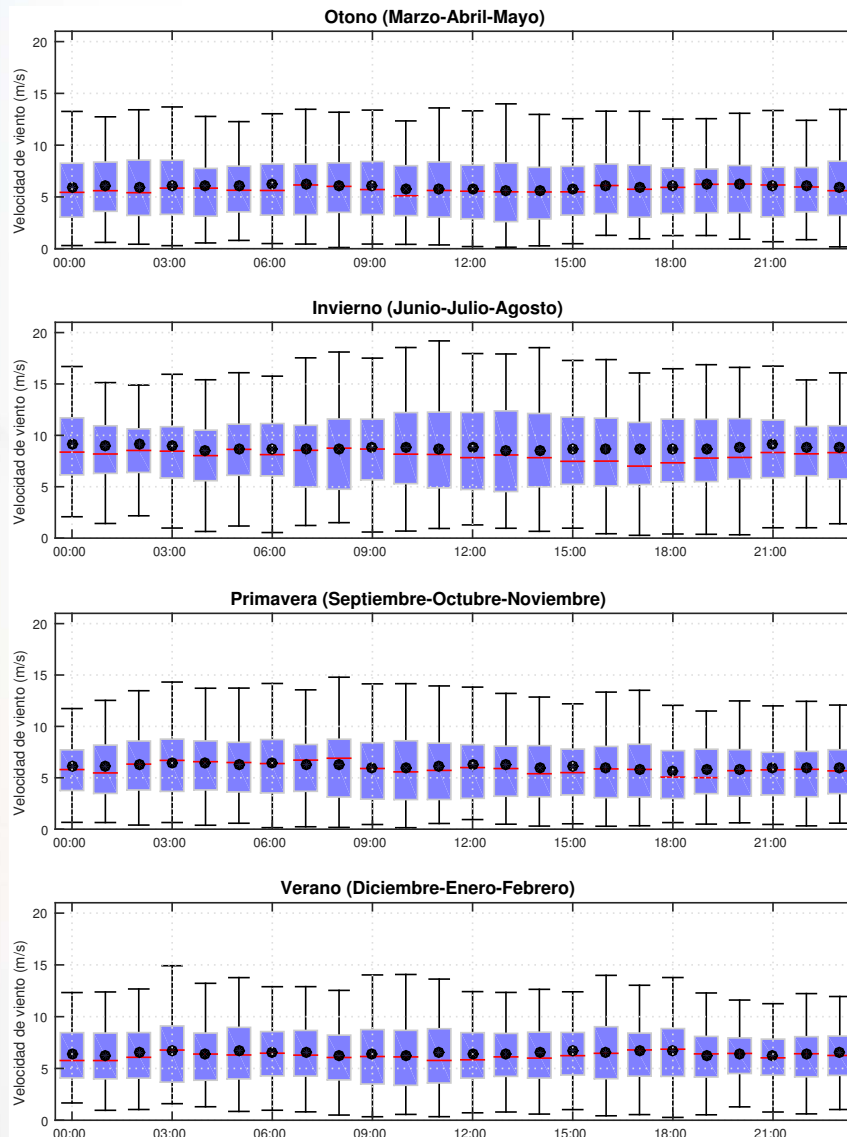 Otono (Marzo-Abril-Mayo)
Velocidad de viento (m/s)
20
15
10
5
0
00:00 03:00 06:00 09:00 12:00 15:00 18:00 21:00
Invierno (Junio-Julio-Agosto)
Velocidad de viento (m/s)
20
15
10
5
0
00:00 03:00 06:00 09:00 12:00 15:00 18:00 21:00
Primavera (Septiembre-Octubre-Noviembre)
Velocidad de viento (m/s)
20
15
10
5
0
00:00 03:00 06:00 09:00 12:00 15:00 18:00 21:00
Verano (Diciembre-Enero-Febrero)
Velocidad de viento (m/s)
20
15
10
5
0
00:00 03:00 06:00 09:00 12:00 15:00 18:00 21:00